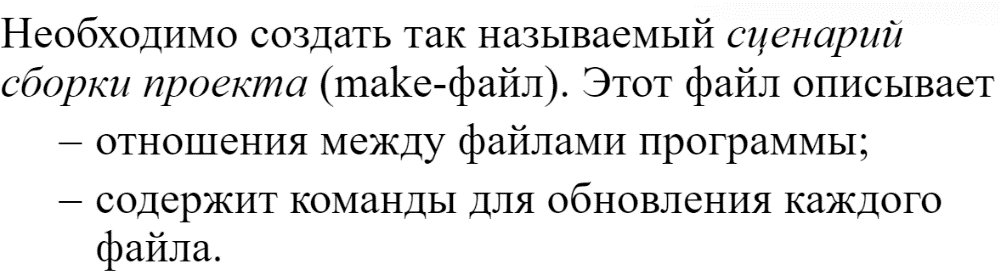 Необходимо создать так называемый сценарий
сборки проекта (make-файл). Этот файл описывает
– отношения между файлами программы;
– содержит команды для обновления каждого
файла.